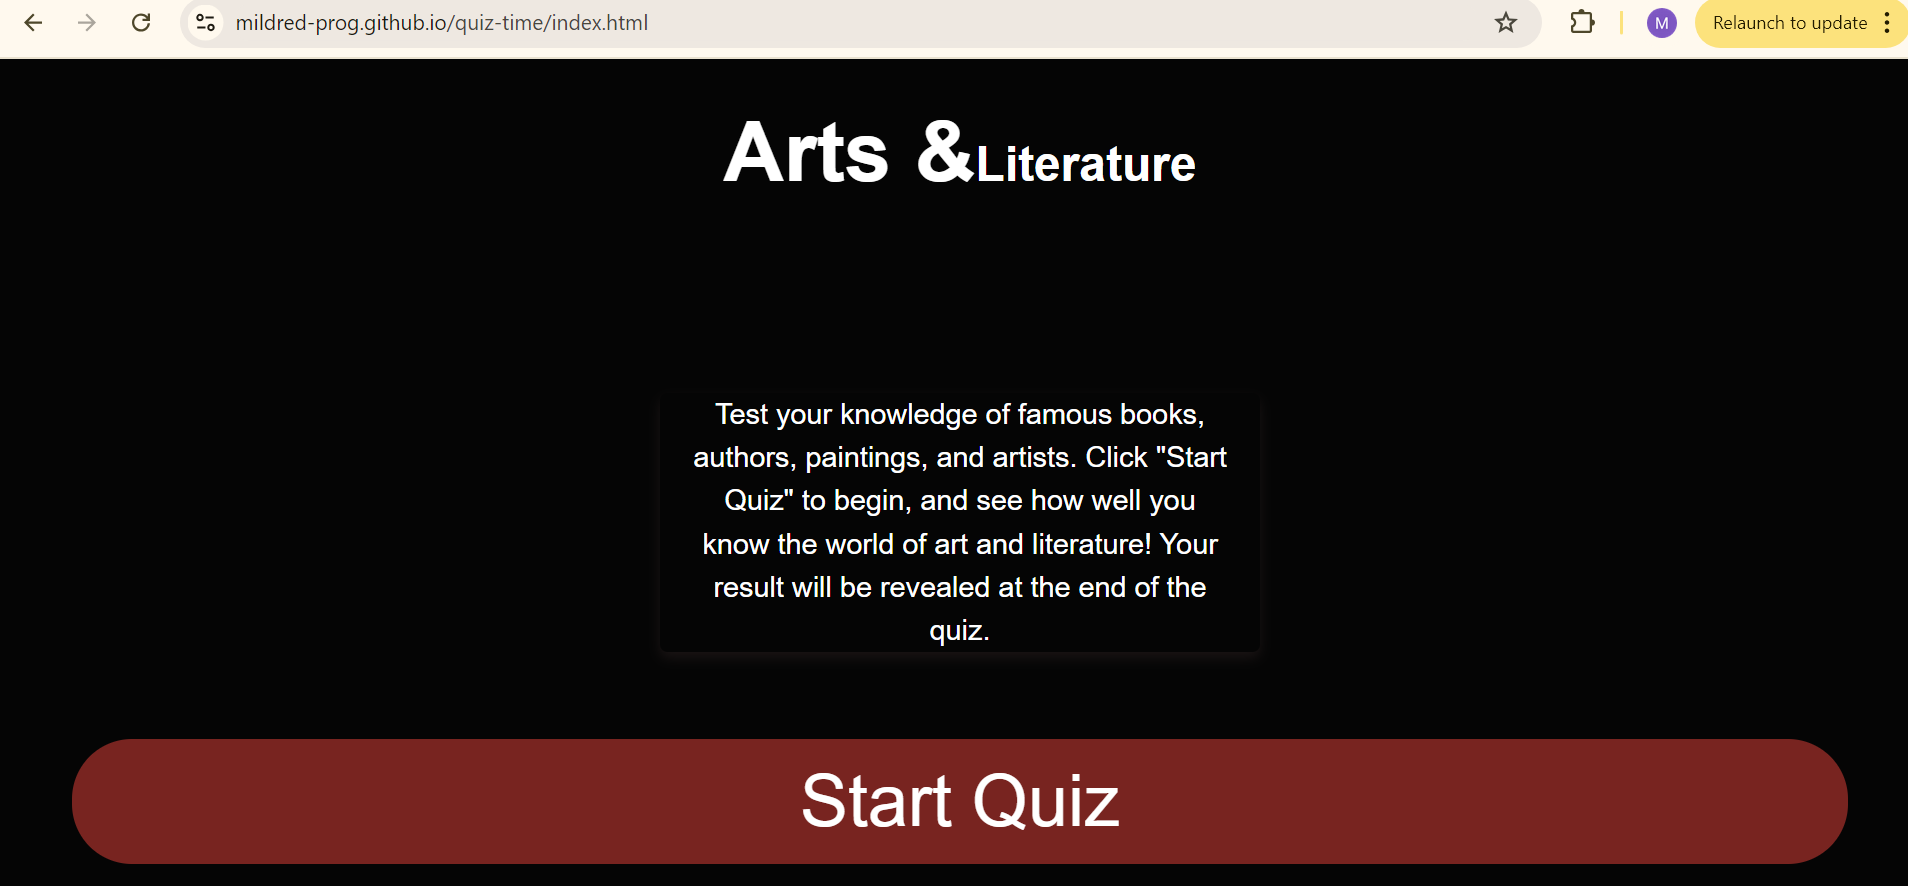 mildred-prog.github.io/quiz-time/index.html
M
Relaunch to update
Arts &Literature
Test your knowledge of famous books,
authors, paintings, and artists. Click "Start
Quiz" to begin, and see how well you
know the world of art and literature! Your
result will be revealed at the end of the
quiz.
Start Quiz